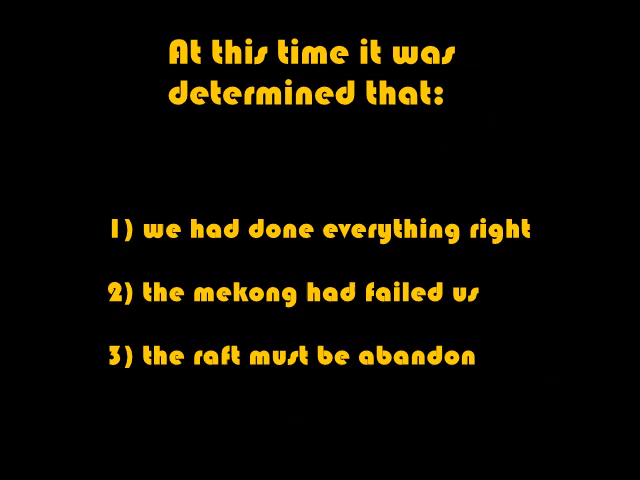 At this time it was
determined that:
1) we had done everything right
2) the mekong had failed us
3) the raft must be abandon